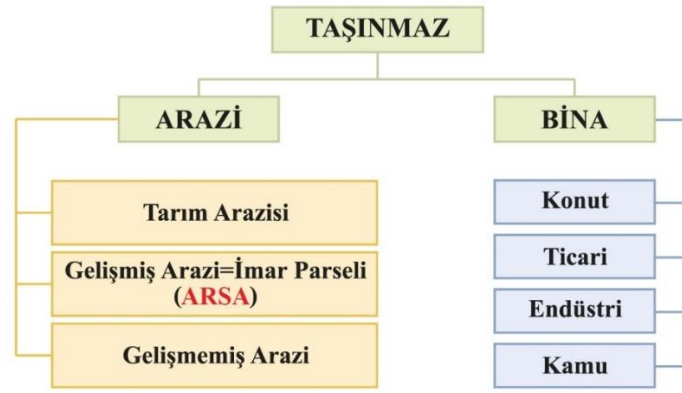 TAŞINMAZ
ARAZİ
BİNA
Tarım Arazisi
Gelişmiş Arazi=İmar Parseli
(ARSA)
Gelişmemiş Arazi
Konut
Ticari
Endüstri
Kamu